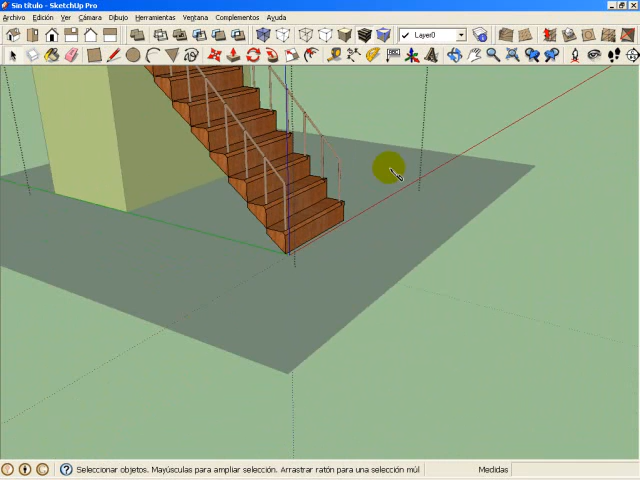 Sin título - SketchUp Pro
Archivo Edición Ver Cámara Dibujo Herramientas Ventana Complementos Ayuda
Layer0
Seleccionar objetos. Mayúsculas para ampliar selección. Arrastrar ratón para una selección múl
Medidas